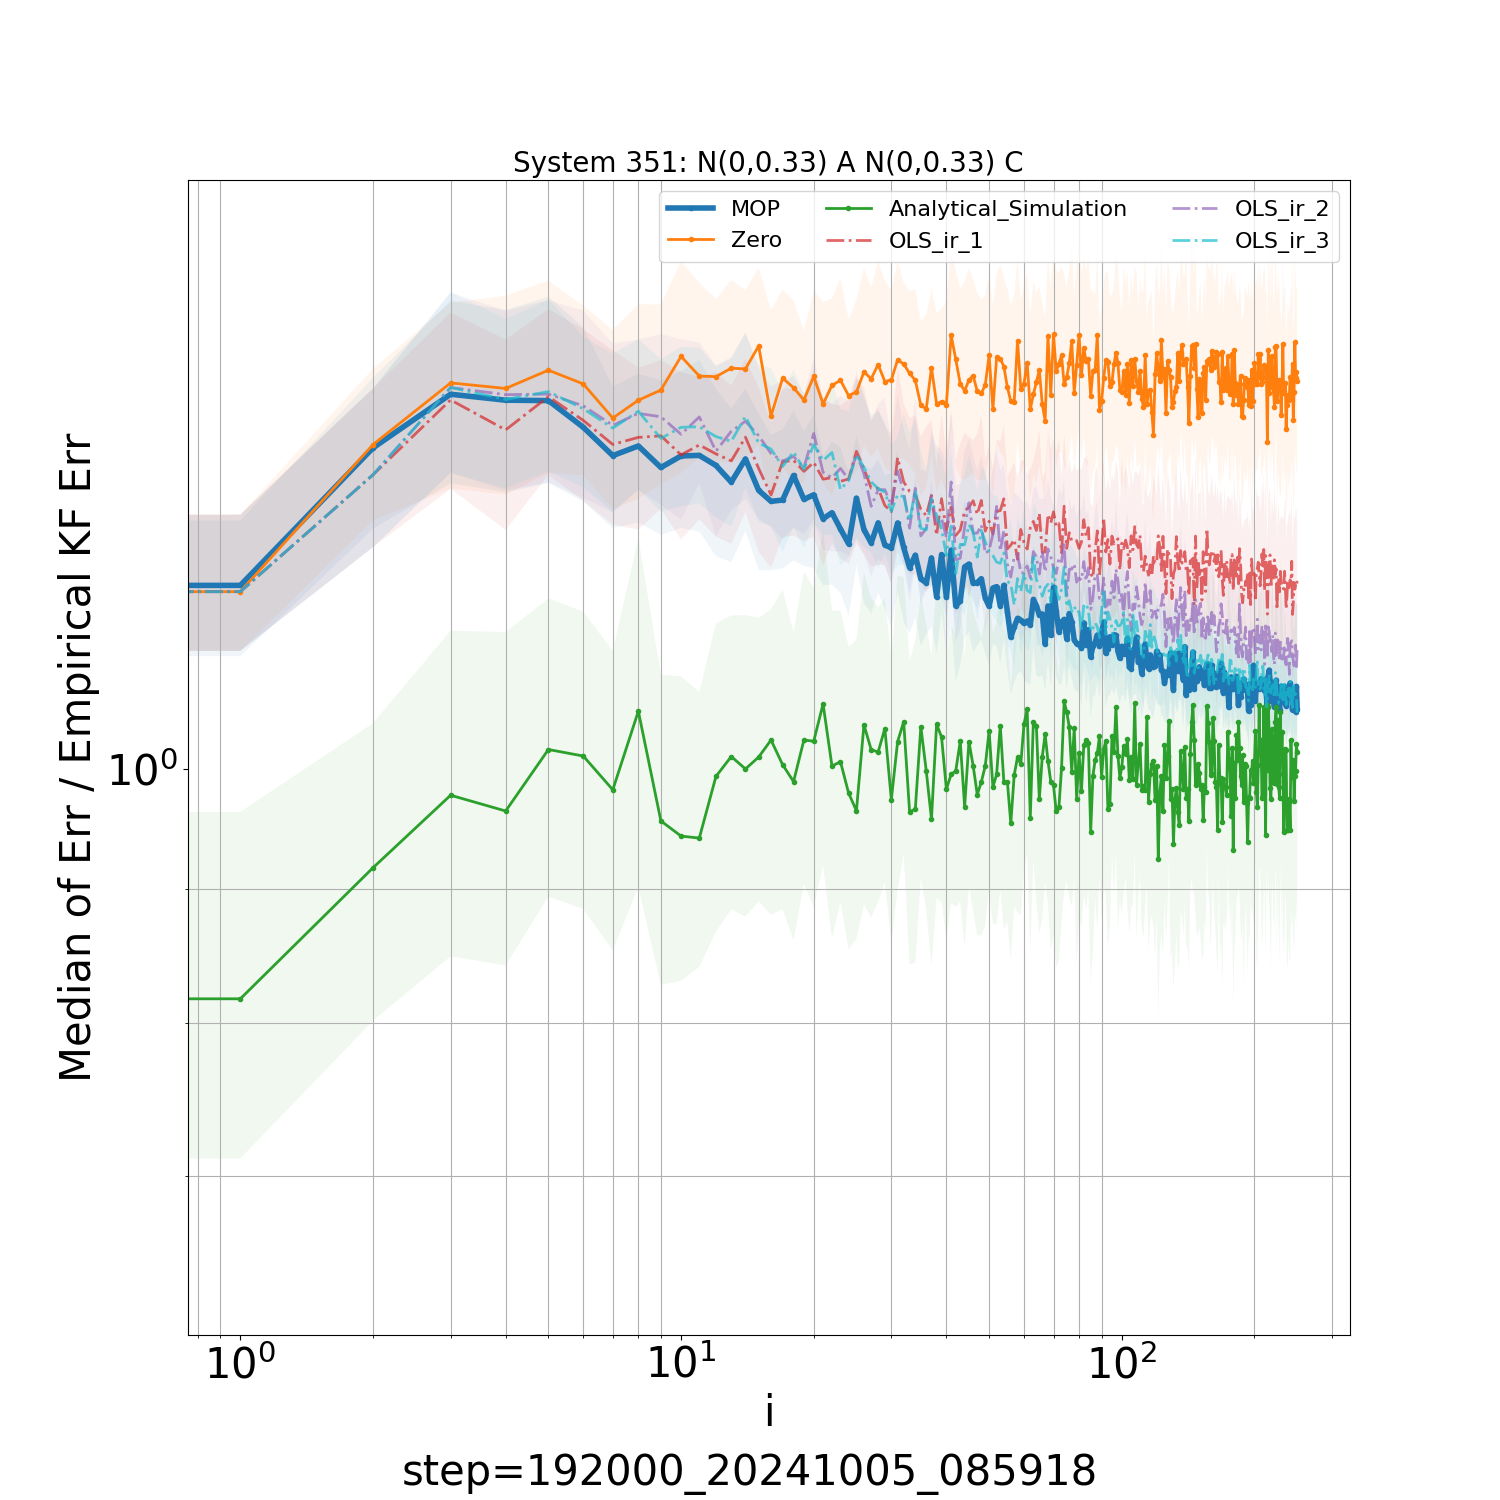 System 351: N(0,0.33) A N(0,0.33) C
MOP
Zero
Analytical_Simulation
OLS_ir_1
OLS_ir_2
OLS_ir_3
Median of Err / Empirical KF Err
10⁰
10⁰ 10¹ 10²
i
step=192000_20241005_085918